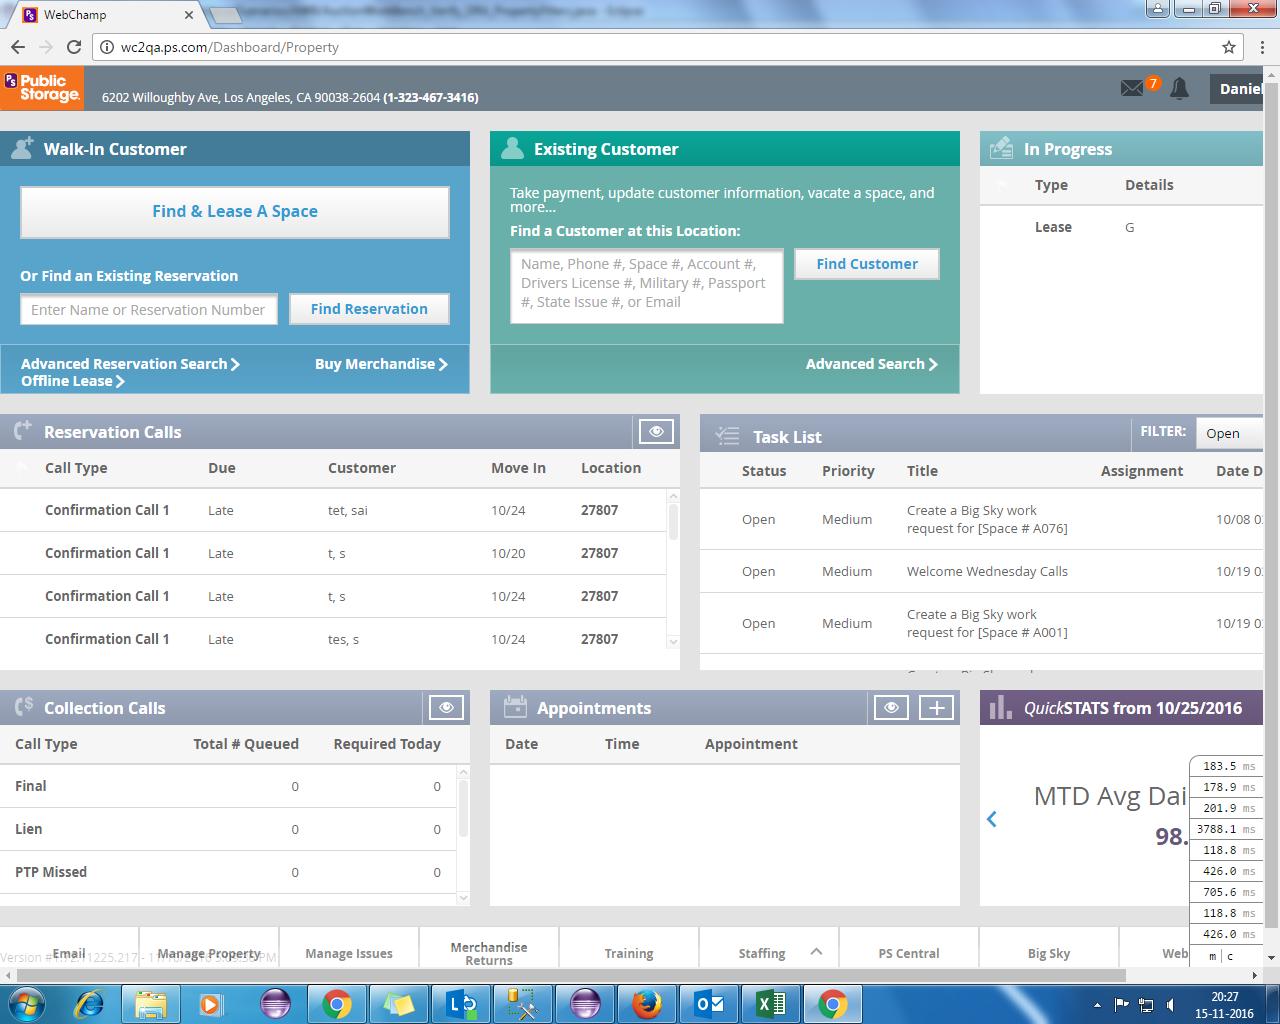 WebChamp
wc2qa.ps.com/Dashboard/Property
Public
Storage
PS
6202 Willoughby Ave, Los Angeles, CA 90038-2604 (1-323-467-3416)
7
Daniel
Walk-In Customer
Find & Lease A Space
Or Find an Existing Reservation
Enter Name or Reservation Number
Find Reservation
Advanced Reservation Search
Buy Merchandise
Offline Lease
Existing Customer
Take payment, update customer information, vacate a space, and
more...
Find a Customer at this Location:
Name, Phone #, Space #, Account #,
Drivers License #, Military #, Passport
#, State Issue #, or Email
Find Customer
Advanced Search
In Progress
Type Details
Lease G
Reservation Calls
Call Type Due Customer Move In Location
Confirmation Call 1 Late tet, sai 10/24 27807
Confirmation Call 1 Late t, s 10/20 27807
Confirmation Call 1 Late t, s 10/24 27807
Confirmation Call 1 Late tes, s 10/24 27807
Task List
FILTER: Open
Status Priority Title Assignment Date D
Open Medium Create a Big Sky work
request for [Space # A076] 10/08 0
Open Medium Welcome Wednesday Calls 10/19 0
Open Medium Create a Big Sky work
request for [Space # A001] 10/19 0
Collection Calls
Call Type Total # Queued Required Today
Final 0 0
Lien 0 0
PTP Missed 0 0
Appointments
Date Time Appointment
QuickSTATS from 10/25/2016
MTD Avg Dai
98.
183.5 ms
178.9 ms
201.9 ms
3788.1 ms
118.8 ms
426.0 ms
705.6 ms
118.8 ms
426.0 ms
m | c
Email
Manage Property
Manage Issues
Merchandise
Returns
Training
Staffing
PS Central
Big Sky
Web
20:27
15-11-2016